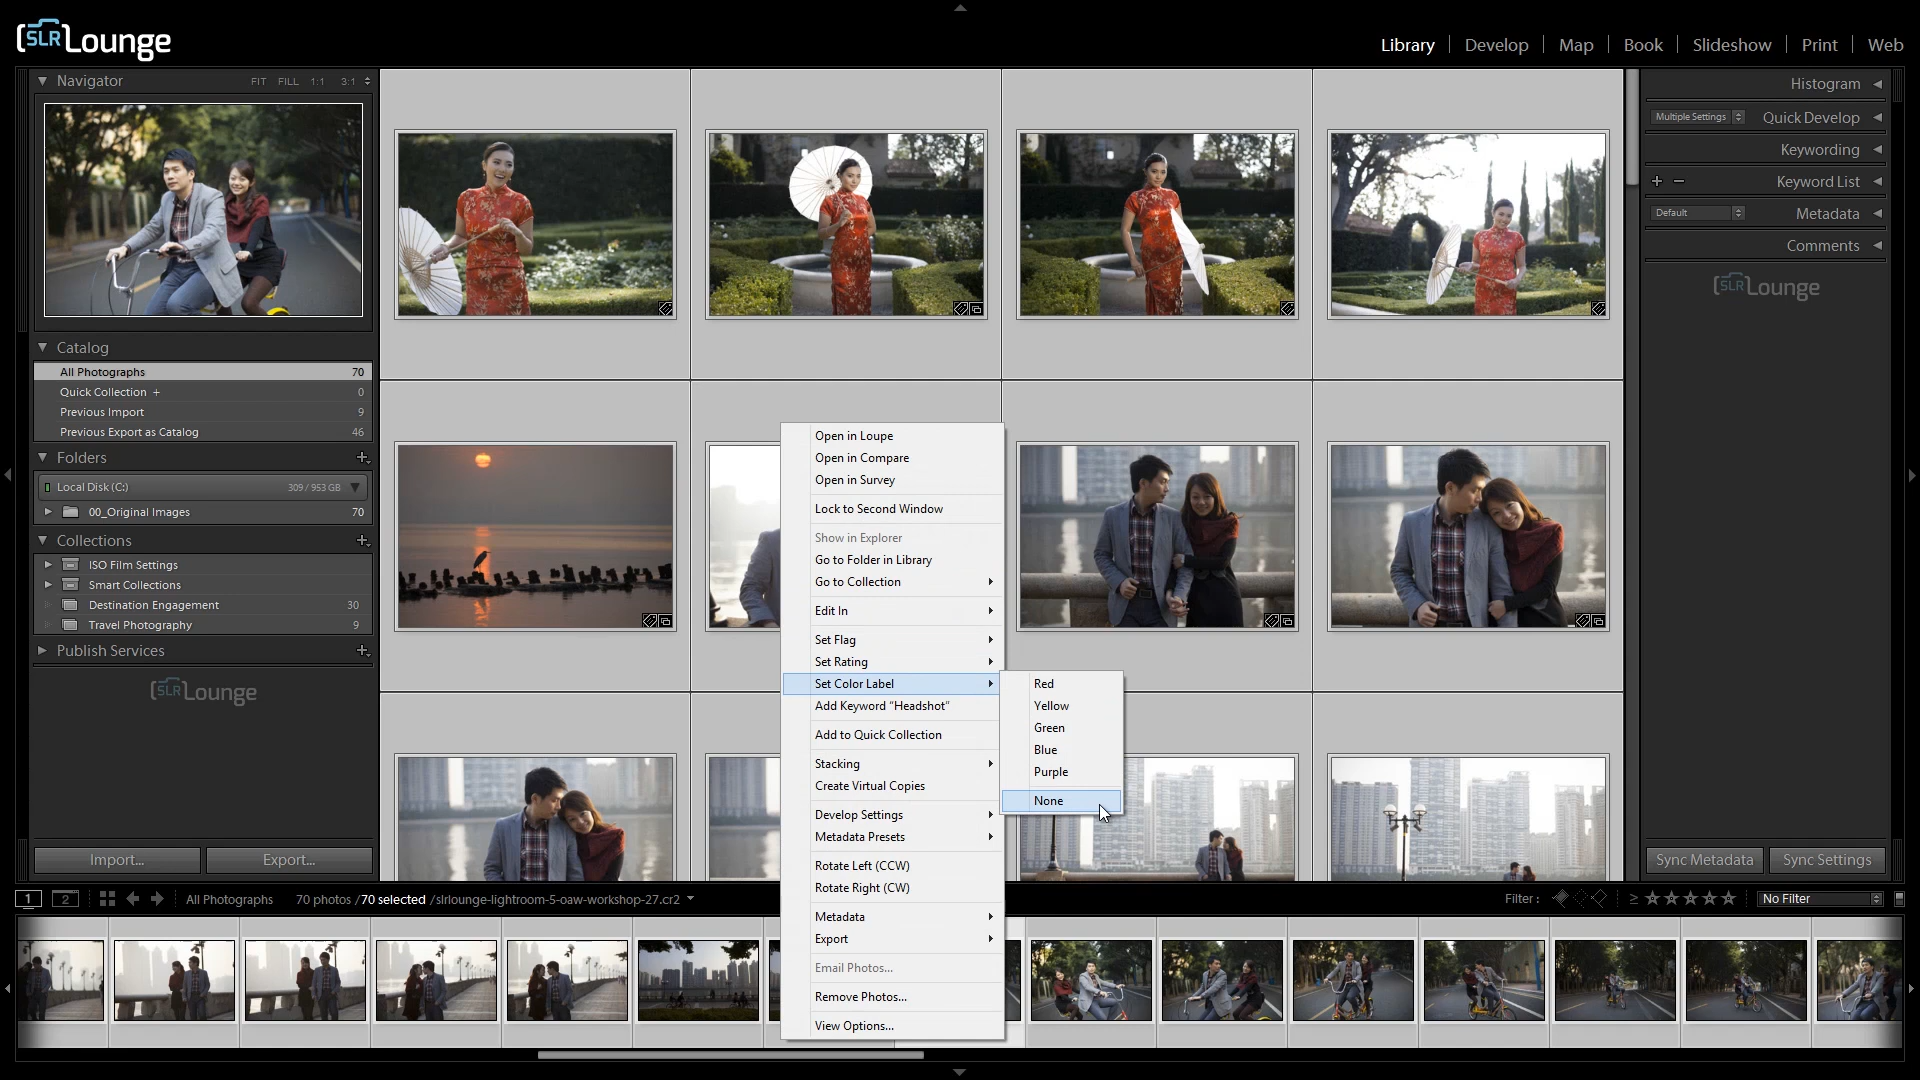 SLR Lounge
Library | Develop | Map | Book | Slideshow | Print | Web
Navigator FIT FILL 1:1 3:1
Catalog
All Photographs 70
Quick Collection + 0
Previous Import 9
Previous Export as Catalog 46
Folders
Local Disk (C:) 309 / 953 GB
00_Original Images 70
Collections
ISO Film Settings
Smart Collections
Destination Engagement 30
Travel Photography 9
Publish Services
SLR Lounge
Import...
Export...
Open in Loupe
Open in Compare
Open in Survey
Lock to Second Window
Show in Explorer
Go to Folder in Library
Go to Collection
Edit In
Set Flag
Set Rating
Set Color Label
Add Keyword “Headshot”
Add to Quick Collection
Stacking
Create Virtual Copies
Develop Settings
Metadata Presets
Rotate Left (CCW)
Rotate Right (CW)
Metadata
Export
Email Photos...
Remove Photos...
View Options...
Red
Yellow
Green
Blue
Purple
None
Histogram
Multiple Settings Quick Develop
Keywording
+ − Keyword List
Default Metadata
Comments
SLR Lounge
Sync Metadata
Sync Settings
1 2 All Photographs 70 photos /70 selected /slrlounge-lightroom-5-oaw-workshop-27.cr2
Filter : ≥ No Filter